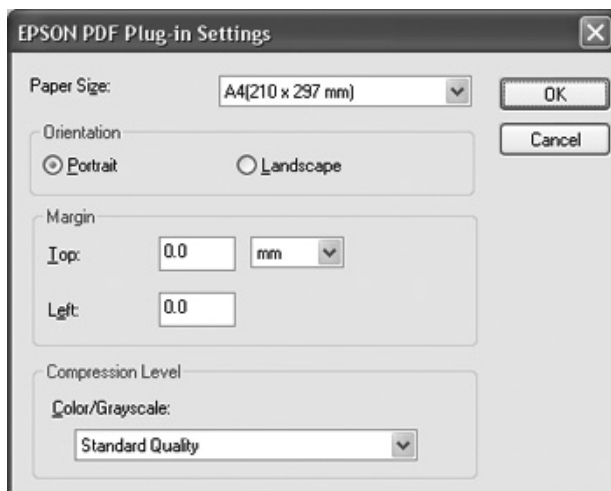 EPSON PDF Plug-in Settings
Paper Size: A4(210 x 297 mm) OK
Cancel
Orientation
Portrait Landscape
Margin
Top: 0.0 mm
Left: 0.0
Compression Level
Color/Grayscale:
Standard Quality